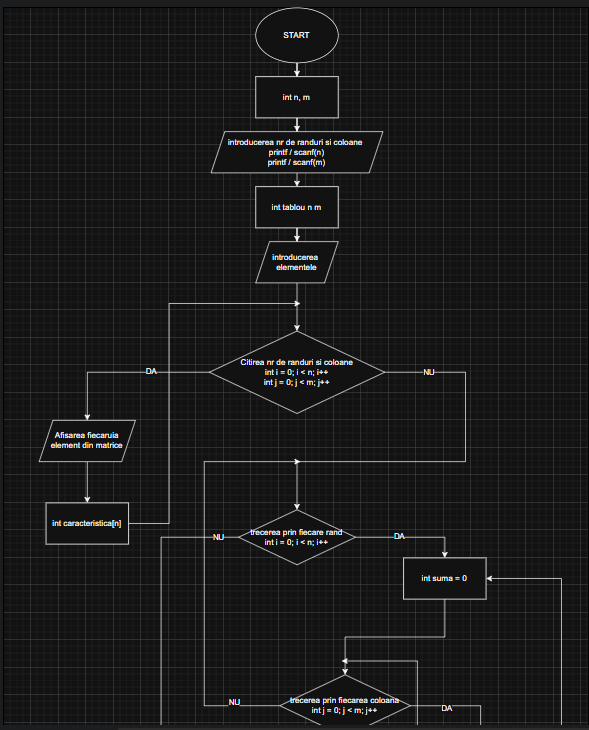 START
int n, m
introducerea nr de randuri si coloane
printf / scanf(n)
printf / scanf(m)
int tablou n m
introducerea
elementele
Citirea nr de randuri si coloane
int i = 0; i < n; i++
int j = 0; j < m; j++
DA
NU
Afisarea fiecaruia
element din matrice
int caracteristica[n]
trecerea prin fiecare rand
int i = 0; i < n; i++
NU
DA
int suma = 0
trecerea prin fiecarea coloana
int j = 0; j < m; j++
NU
DA